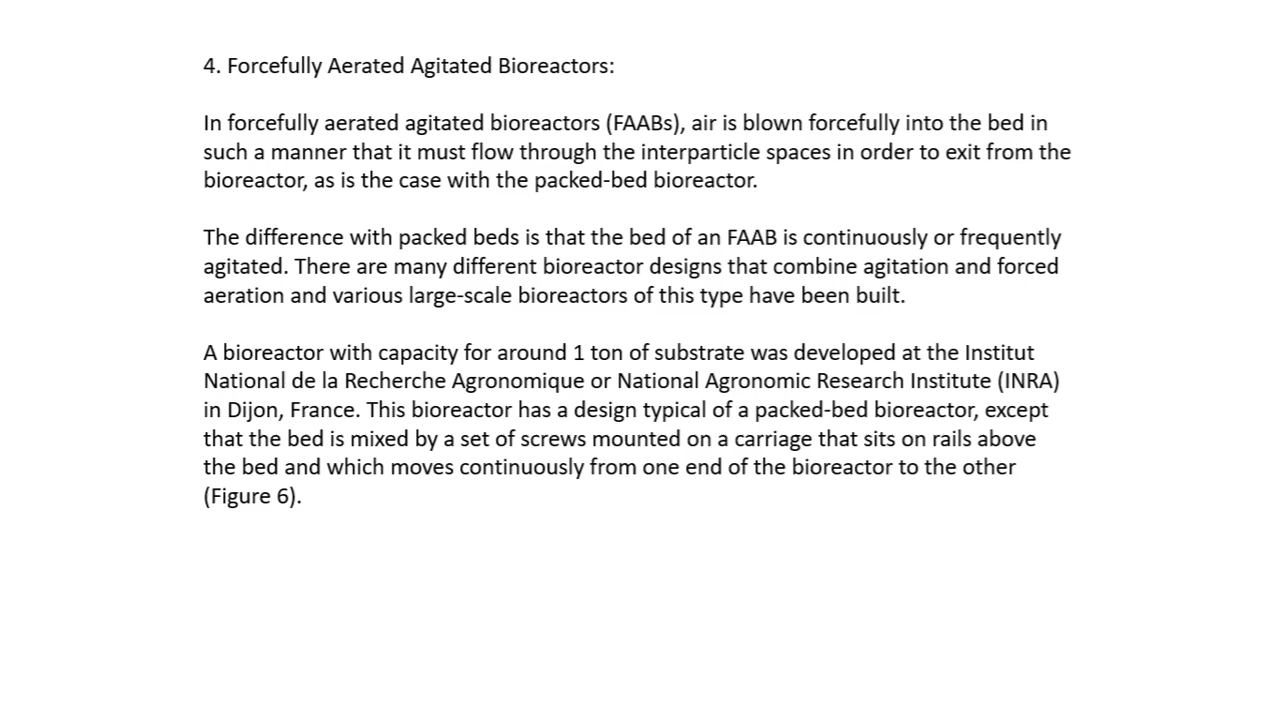 4. Forcefully Aerated Agitated Bioreactors:
In forcefully aerated agitated bioreactors (FAABs), air is blown forcefully into the bed in
such a manner that it must flow through the interparticle spaces in order to exit from the
bioreactor, as is the case with the packed-bed bioreactor.
The difference with packed beds is that the bed of an FAAB is continuously or frequently
agitated. There are many different bioreactor designs that combine agitation and forced
aeration and various large-scale bioreactors of this type have been built.
A bioreactor with capacity for around 1 ton of substrate was developed at the Institut
National de la Recherche Agronomique or National Agronomic Research Institute (INRA)
in Dijon, France. This bioreactor has a design typical of a packed-bed bioreactor, except
that the bed is mixed by a set of screws mounted on a carriage that sits on rails above
the bed and which moves continuously from one end of the bioreactor to the other
(Figure 6).